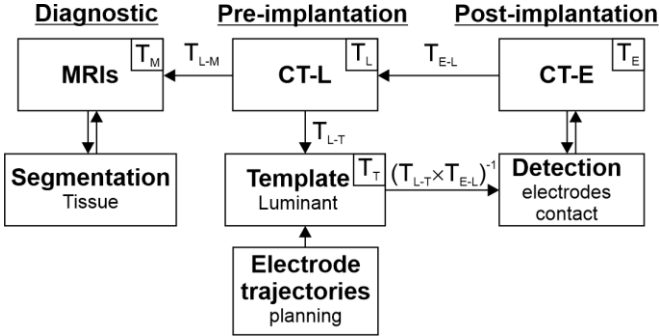 Diagnostic Pre-implantation Post-implantation
MRIs T_M T_L-M CT-L T_L T_E-L CT-E T_E
T_L-T
Segmentation
Tissue
Template T_T
Luminant
(T_L-T×T_E-L)^-1
Detection
electrodes
contact
Electrode
trajectories
planning